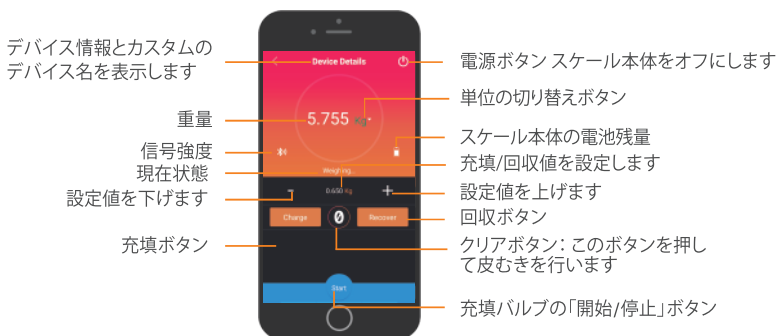 デバイス情報とカスタムの
デバイス名を表示します
重量
信号強度
現在状態
設定値を下げます
充填ボタン
Device Details
5.755 Kg
Weighing...
- 0.650 Kg +
Charge 0 Recover
Start
電源ボタン スケール本体をオフにします
単位の切り替えボタン
スケール本体の電池残量
充填/回収値を設定します
設定値を上げます
回収ボタン
クリアボタン：このボタンを押し
て皮むきを行います
充填バルブの「開始/停止」ボタン